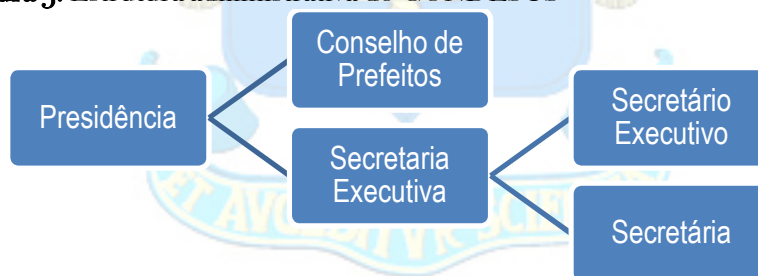 Presidência
Conselho de
Prefeitos
Secretaria
Executiva
Secretário
Executivo
Secretária